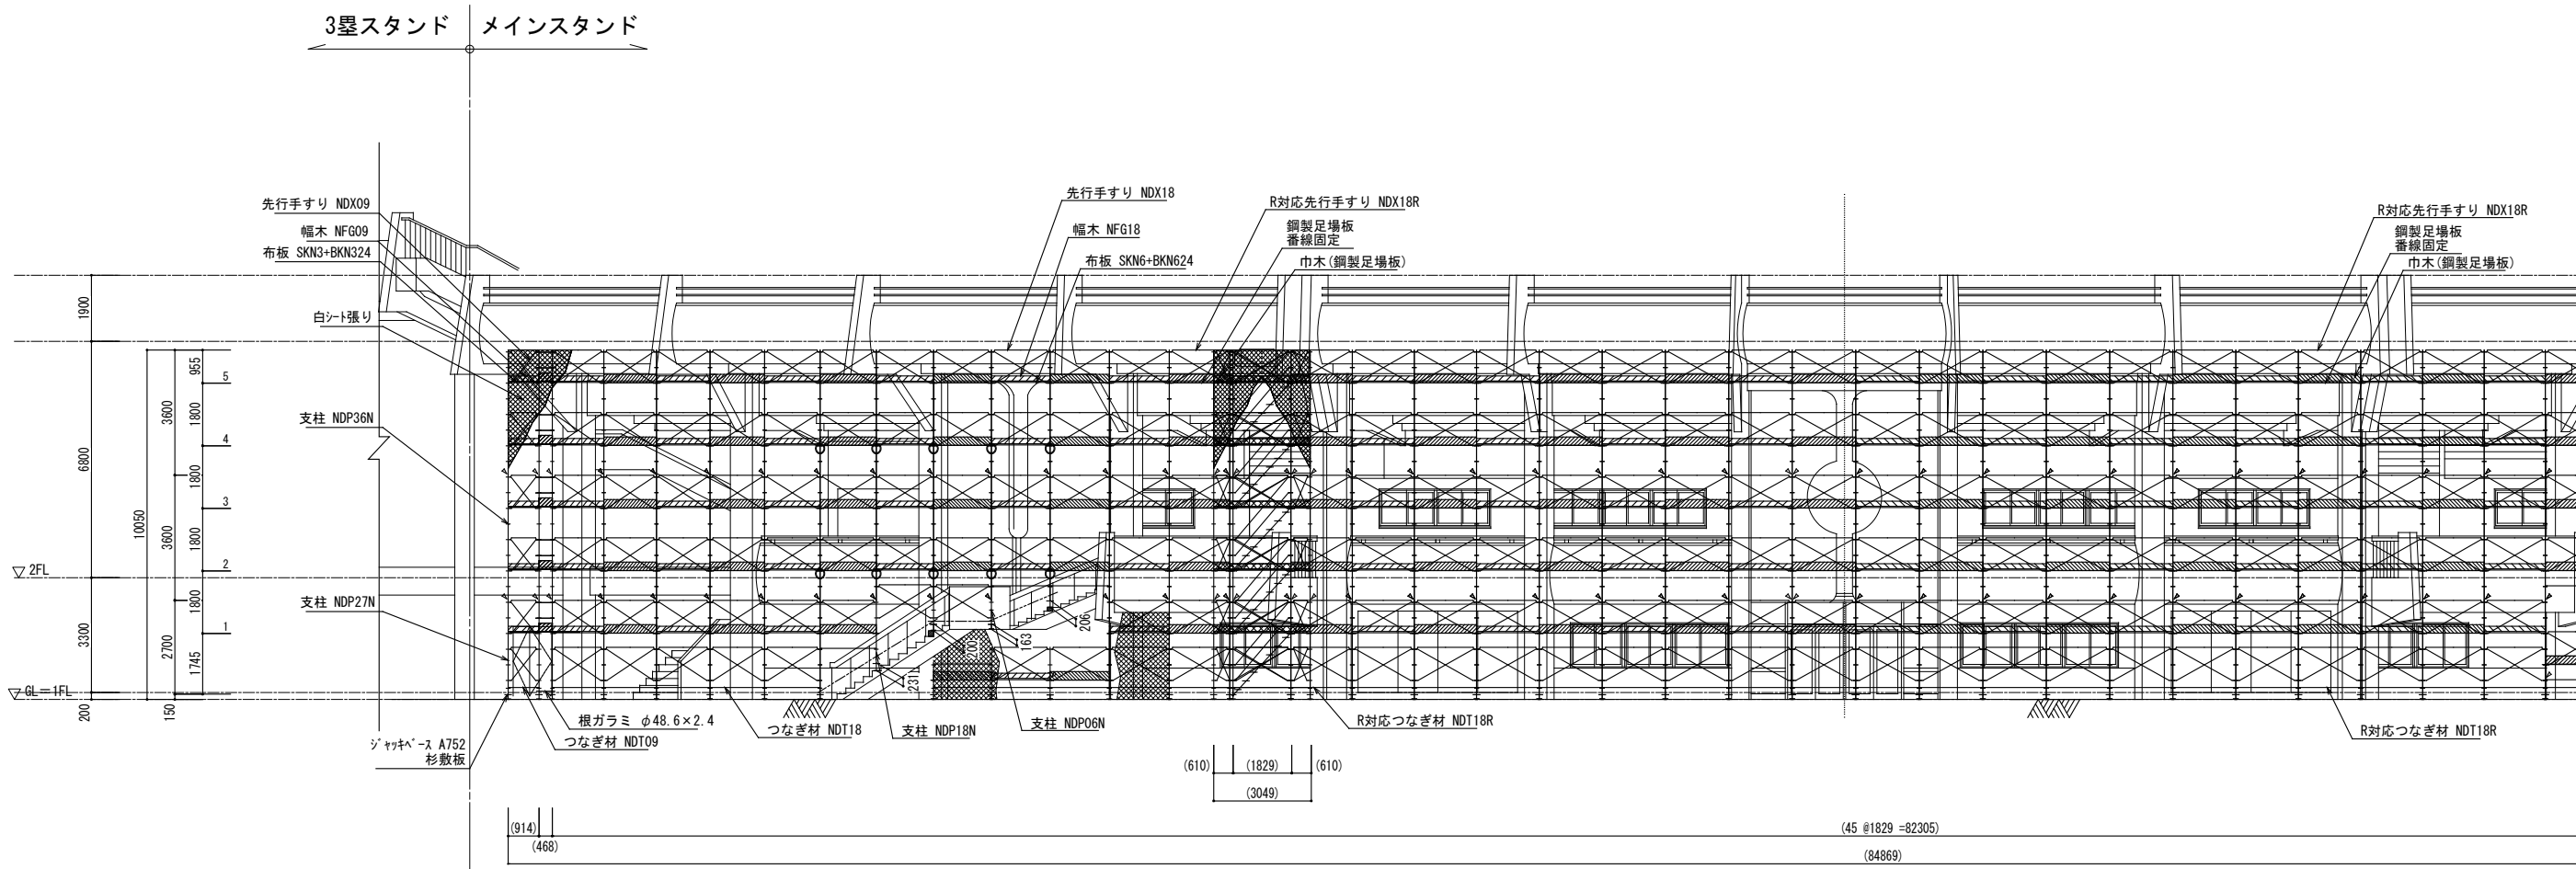 3塁スタンド
メインスタンド
先行手すり NDX09
幅木 NFG09
布板 SKN3+BKN324
白シート張り
支柱 NDP36N
支柱 NDP27N
先行手すり NDX18
幅木 NFG18
布板 SKN6+BKN624
R対応先行手すり NDX18R
鋼製足場板
番線固定
巾木(鋼製足場板)
R対応先行手すり NDX18R
鋼製足場板
番線固定
巾木(鋼製足場板)
1900
6800
3300
200
10050
3600
3600
2700
150
955
1800
1800
1800
1800
1745
5
4
3
2
1
▽ 2FL
▽ GL=1FL
206
163
200
231
根ガラミ φ48.6×2.4
つなぎ材 NDT09
ジャッキベース A752
杉敷板
つなぎ材 NDT18
支柱 NDP18N
支柱 NDP06N
R対応つなぎ材 NDT18R
R対応つなぎ材 NDT18R
(610)
(1829)
(610)
(3049)
(914)
(468)
(45 @1829 =82305)
(84869)